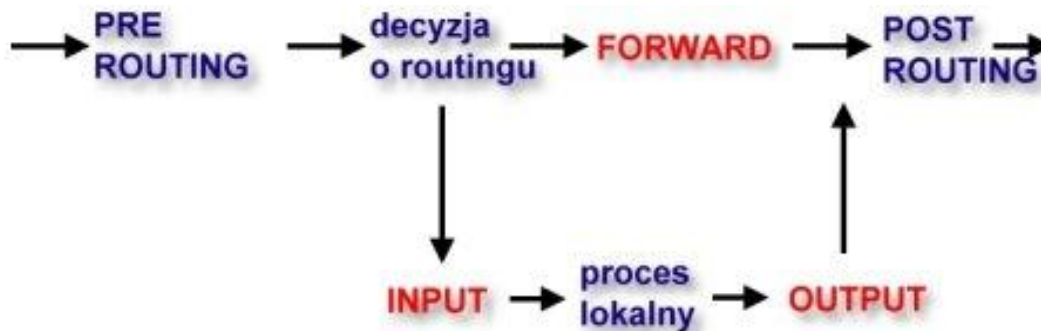 PRE
ROUTING
decyzja
o routingu
FORWARD
POST
ROUTING
INPUT
proces
lokalny
OUTPUT